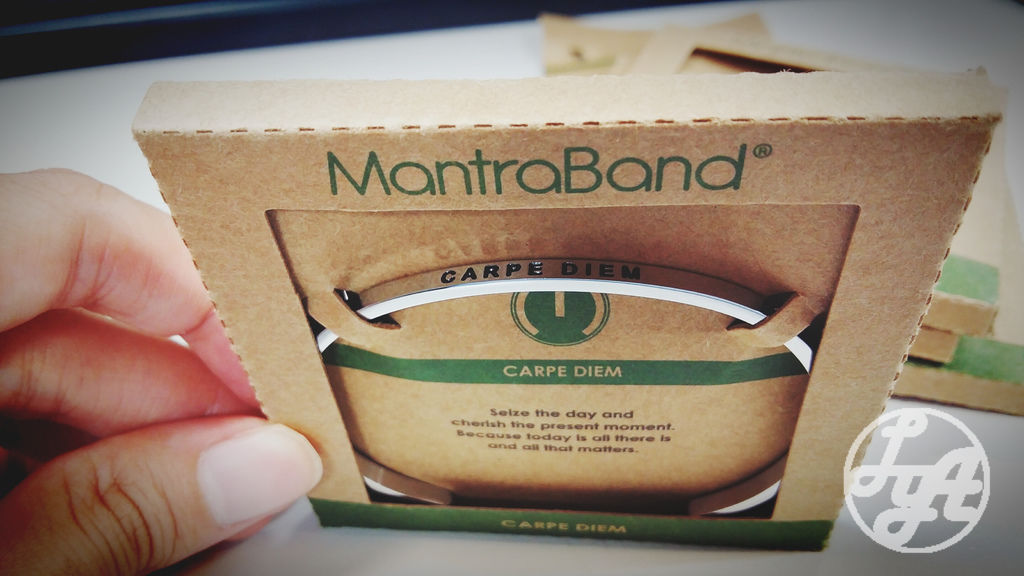 MantraBand®
CARPE DIEM
CARPE DIEM
Seize the day and
cherish the present moment.
Because today is all there is
and all that matters.
CARPE DIEM
LYA